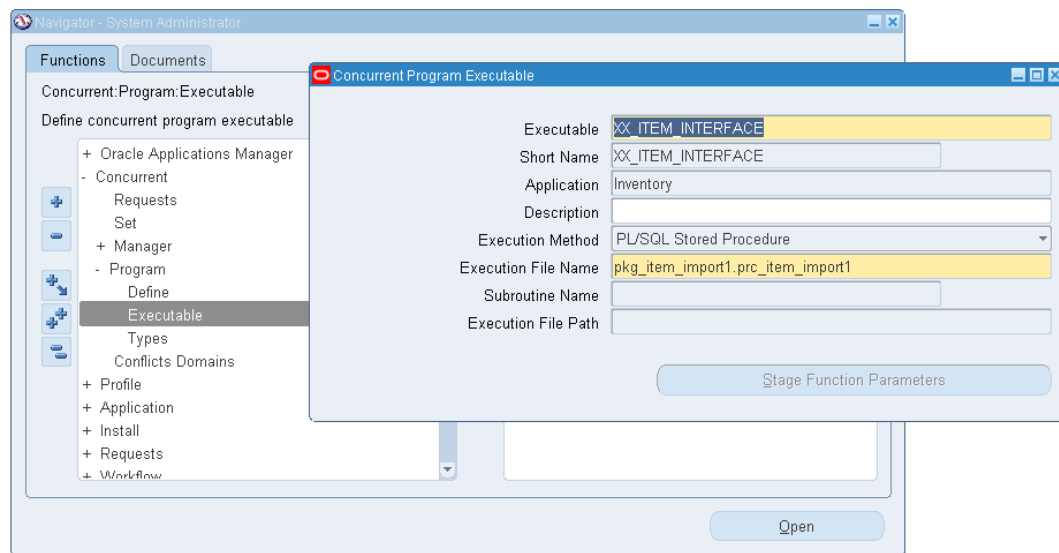 Navigator - System Administrator
Functions
Documents
Concurrent:Program:Executable
Define concurrent program executable
+ Oracle Applications Manager
- Concurrent
Requests
Set
+ Manager
- Program
Define
Executable
Types
Conflicts Domains
+ Profile
+ Application
+ Install
+ Requests
+ Workflow
Open
Concurrent Program Executable
Executable XX_ITEM_INTERFACE
Short Name XX_ITEM_INTERFACE
Application Inventory
Description
Execution Method PL/SQL Stored Procedure
Execution File Name pkg_item_import1.prc_item_import1
Subroutine Name
Execution File Path
Stage Function Parameters